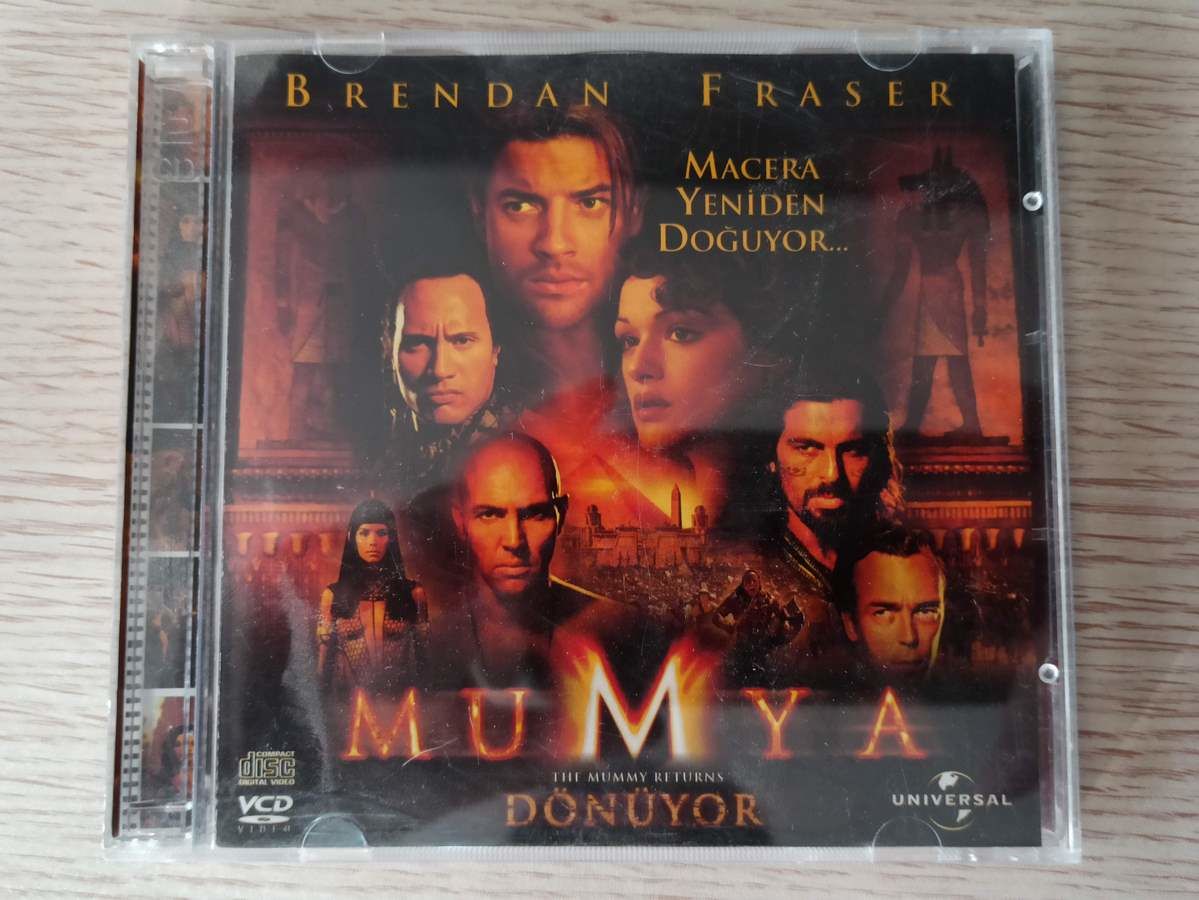 BRENDAN FRASER
MACERA
YENİDEN
DOĞUYOR...
MUMYA
THE MUMMY RETURNS
DÖNÜYOR
COMPACT
disc
DIGITAL VIDEO
VCD
VIDEO
UNIVERSAL